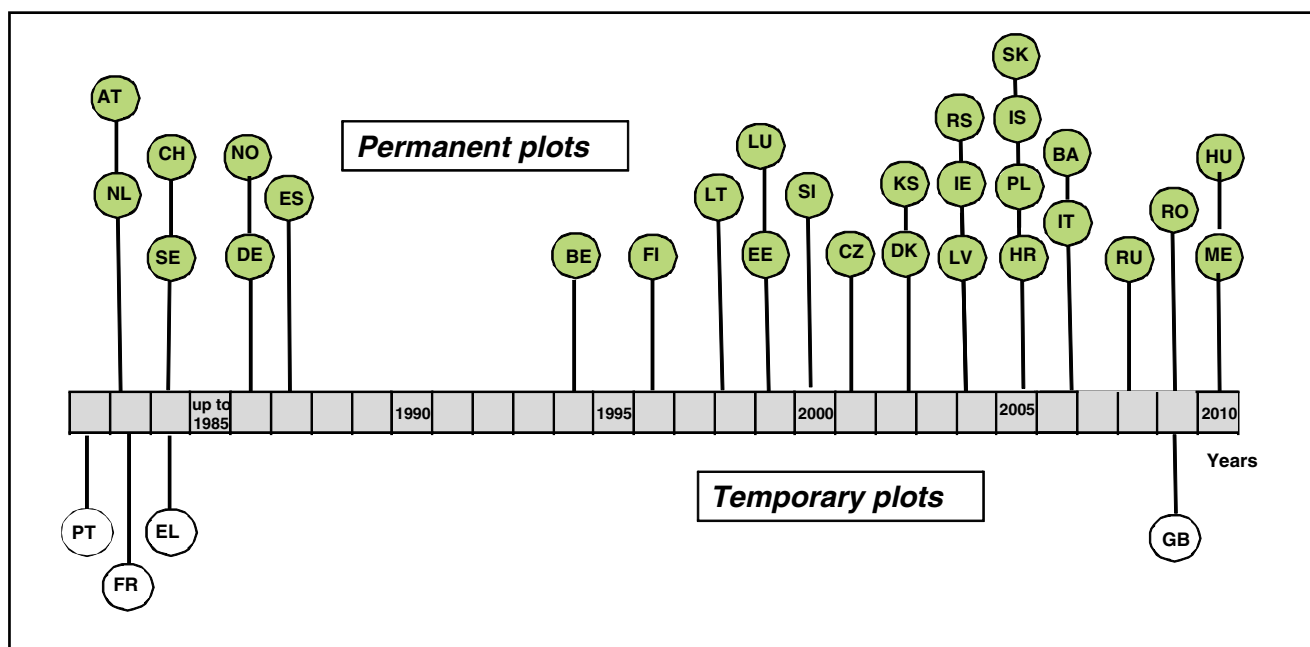 SK
AT
RS
IS
LU
CH
NO
BA
HU
Permanent plots
NL
ES
LT
SI
KS
IE
PL
RO
IT
SE
DE
BE
FI
EE
CZ
DK
LV
HR
RU
ME
up to
1985
1990
1995
2000
2005
2010
Years
Temporary plots
PT
EL
GB
FR